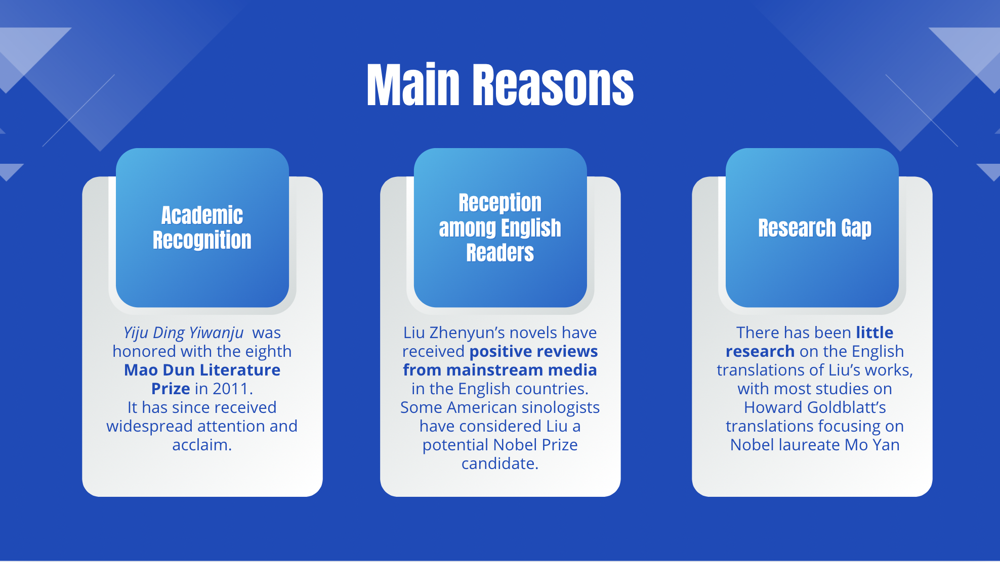 Main Reasons
Academic
Recognition
Yiju Ding Yiwanju was
honored with the eighth
Mao Dun Literature
Prize in 2011.
It has since received
widespread attention and
acclaim.
Reception
among English
Readers
Liu Zhenyun’s novels have
received positive reviews
from mainstream media
in the English countries.
Some American sinologists
have considered Liu a
potential Nobel Prize
candidate.
Research Gap
There has been little
research on the English
translations of Liu’s works,
with most studies on
Howard Goldblatt’s
translations focusing on
Nobel laureate Mo Yan